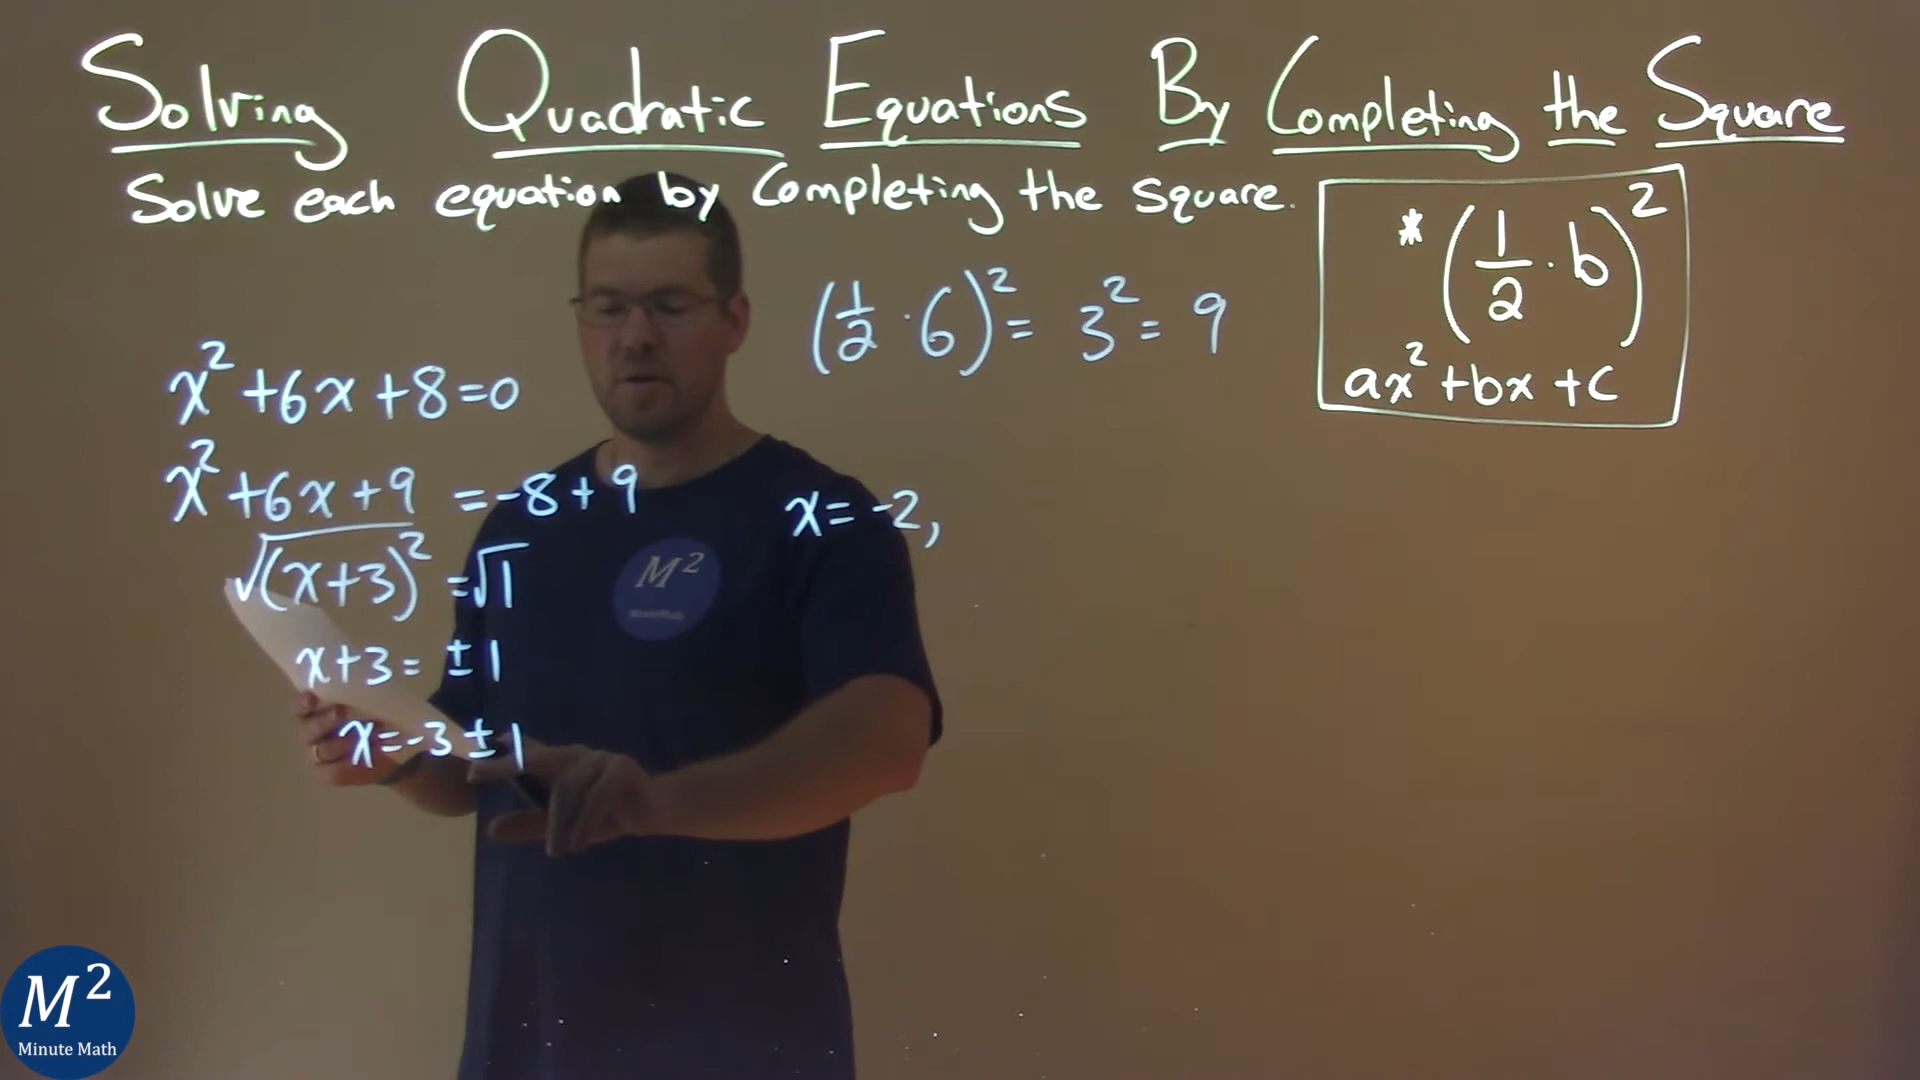 Solving Quadratic Equations By Completing the Square
Solve each equation by Completing the square.
* (1/2 · b)²
ax² + bx + c
(1/2 · 6)² = 3² = 9
x² + 6x + 8 = 0
x² + 6x + 9 = -8 + 9
√(x+3)² = √1
x + 3 = ± 1
x = -3 ± 1
x = -2,
M²
MinuteMath
M²
Minute Math